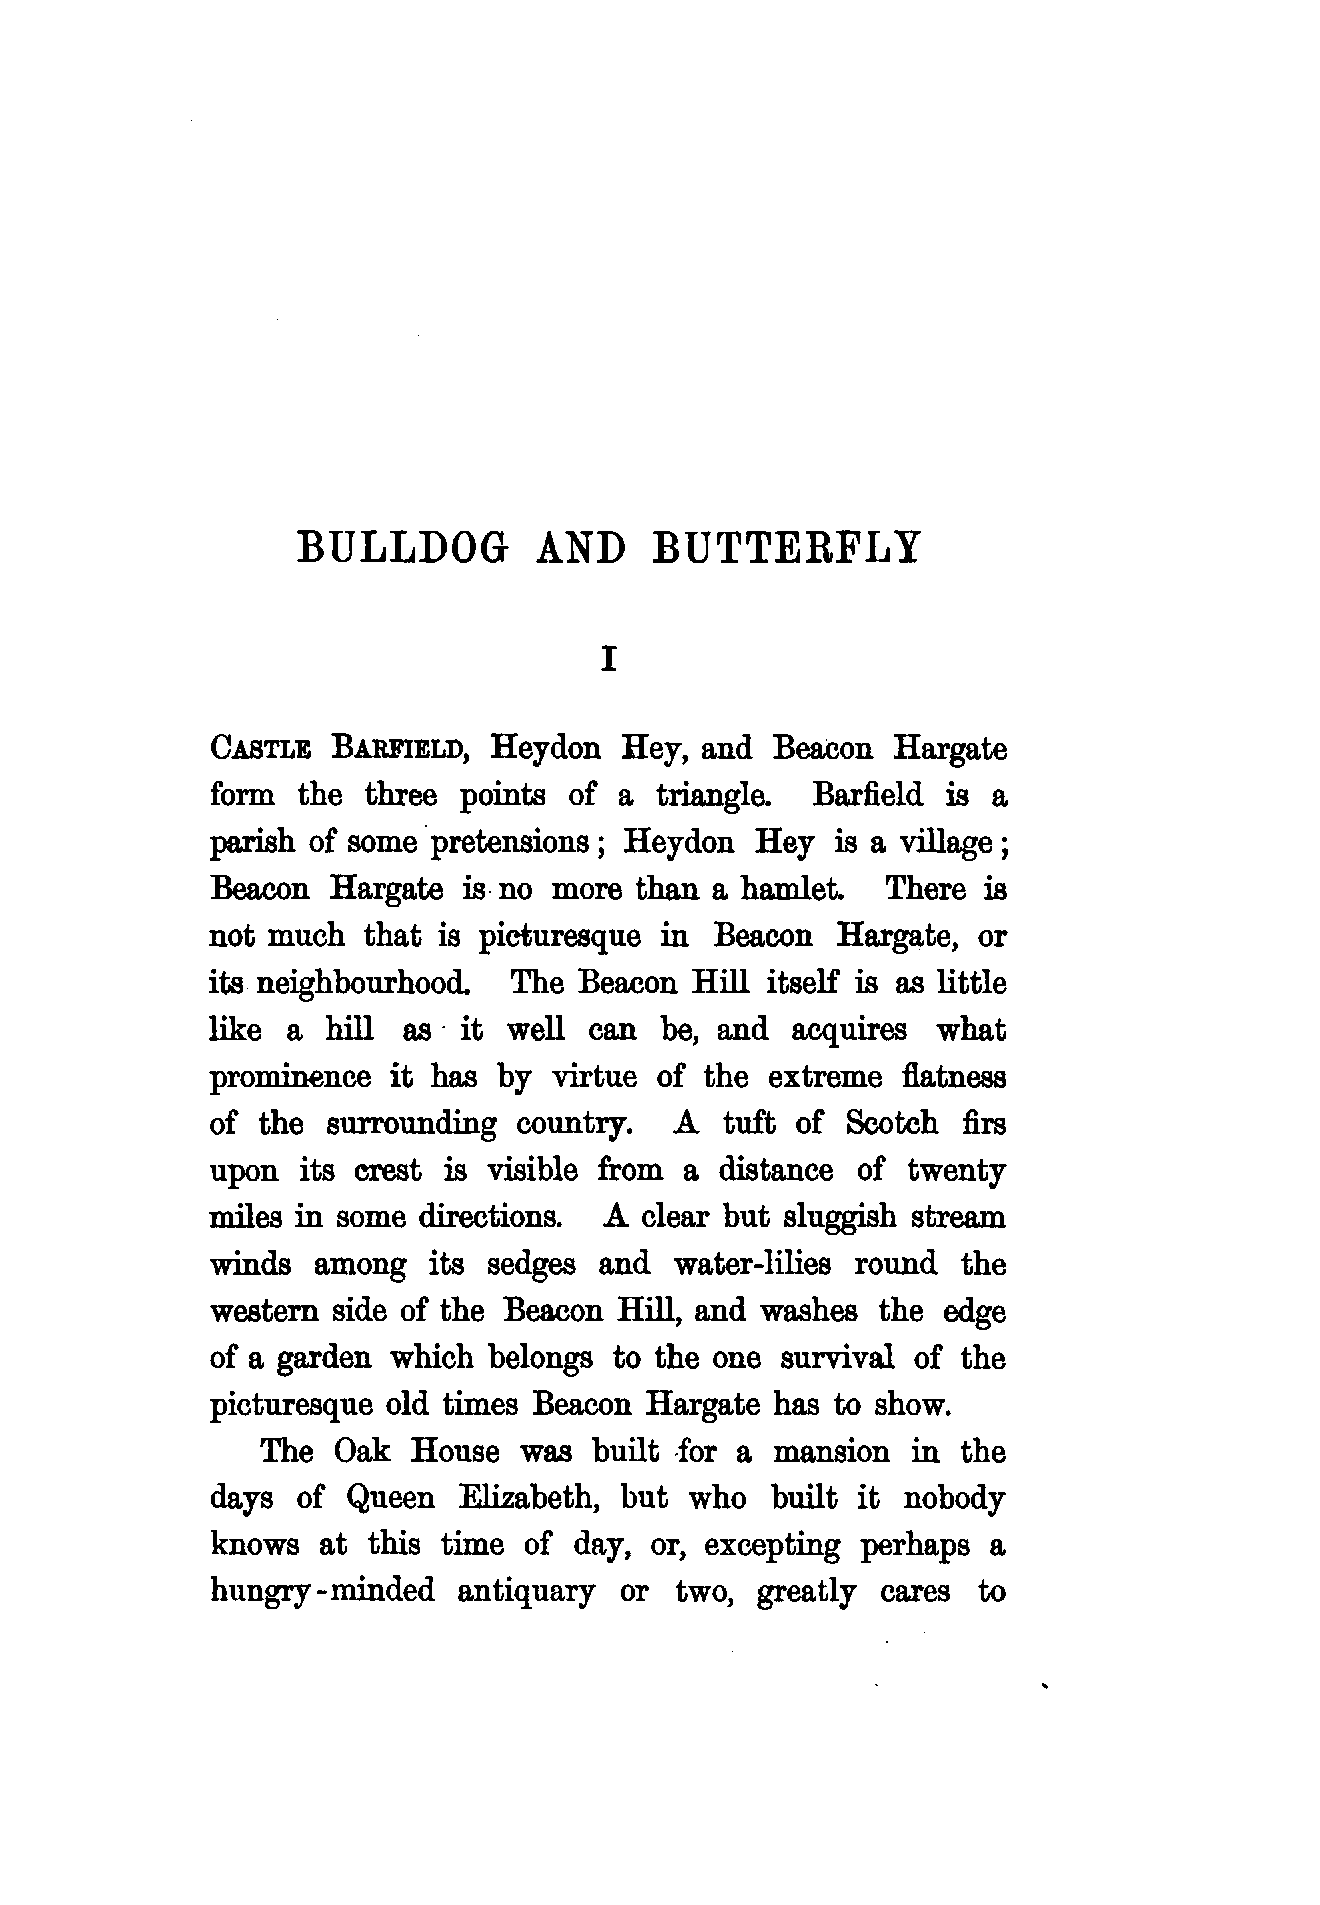 BULLDOG AND BUTTERFLY
I
CASTLE BARFIELD, Heydon Hey, and Beacon Hargate
form the three points of a triangle. Barfield is a
parish of some pretensions; Heydon Hey is a village;
Beacon Hargate is no more than a hamlet. There is
not much that is picturesque in Beacon Hargate, or
its neighbourhood. The Beacon Hill itself is as little
like a hill as it well can be, and acquires what
prominence it has by virtue of the extreme flatness
of the surrounding country. A tuft of Scotch firs
upon its crest is visible from a distance of twenty
miles in some directions. A clear but sluggish stream
winds among its sedges and water-lilies round the
western side of the Beacon Hill, and washes the edge
of a garden which belongs to the one survival of the
picturesque old times Beacon Hargate has to show.
The Oak House was built for a mansion in the
days of Queen Elizabeth, but who built it nobody
knows at this time of day, or, excepting perhaps a
hungry-minded antiquary or two, greatly cares to